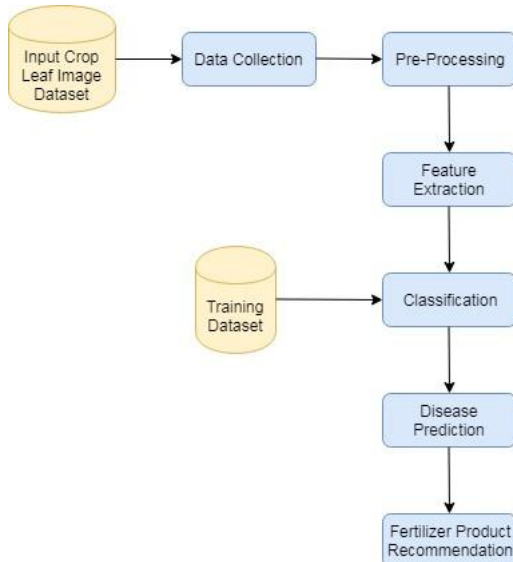 Input Crop
Leaf Image
Dataset
Data Collection
Pre-Processing
Feature
Extraction
Training
Dataset
Classification
Disease
Prediction
Fertilizer Product
Recommendation